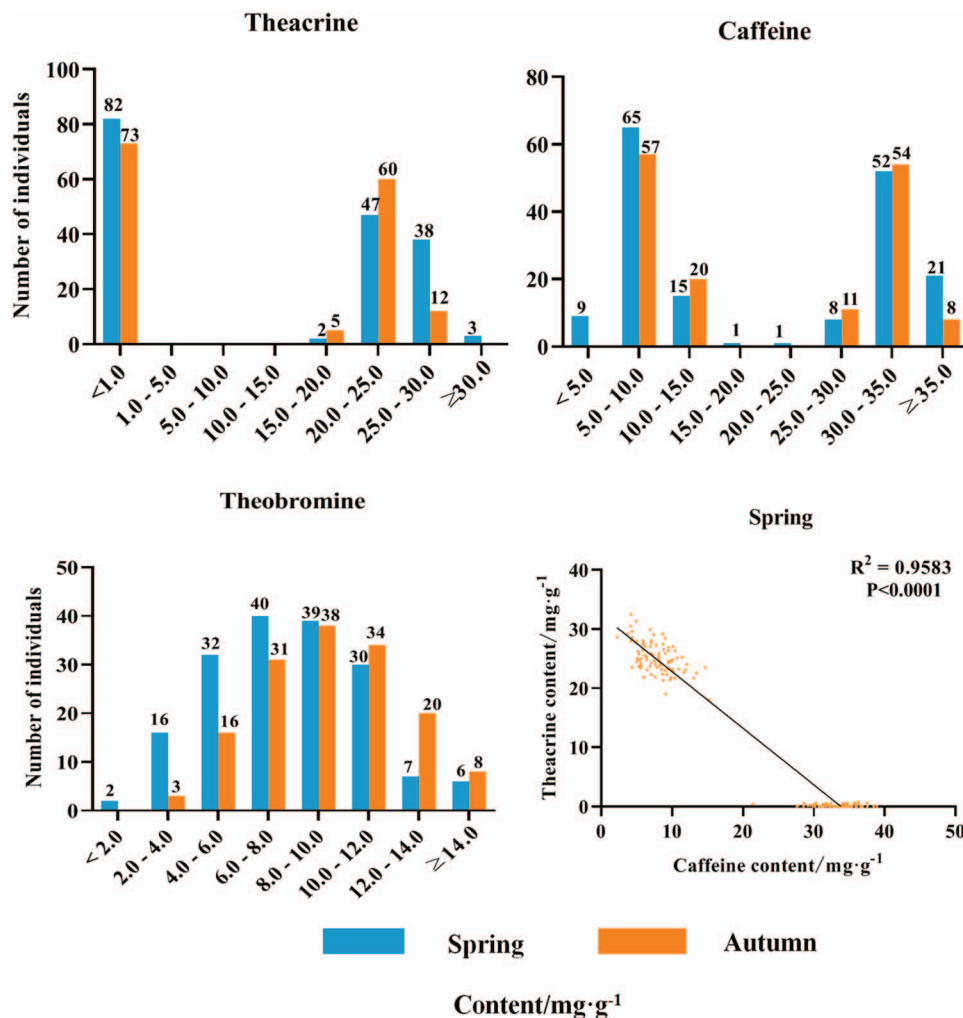 Theacrine
Number of individuals
100
80
60
40
20
0
82
73
2
5
47
60
38
12
3
<1.0
1.0 - 5.0
5.0 - 10.0
10.0 - 15.0
15.0 - 20.0
20.0 - 25.0
25.0 - 30.0
≥30.0
Caffeine
80
60
40
20
0
9
65
57
15
20
1
1
8
11
52
54
21
8
< 5.0
5.0 - 10.0
10.0 - 15.0
15.0 - 20.0
20.0 - 25.0
25.0 - 30.0
30.0 - 35.0
≥ 35.0
Theobromine
Number of individuals
50
40
30
20
10
0
2
16
3
32
16
40
31
39
38
30
34
7
20
6
8
< 2.0
2.0 - 4.0
4.0 - 6.0
6.0 - 8.0
8.0 - 10.0
10.0 - 12.0
12.0 - 14.0
≥ 14.0
Spring
R² = 0.9583
P<0.0001
Theacrine content/mg·g⁻¹
40
30
20
10
0
0
10
20
30
40
50
Caffeine content/mg·g⁻¹
Spring
Autumn
Content/mg·g⁻¹